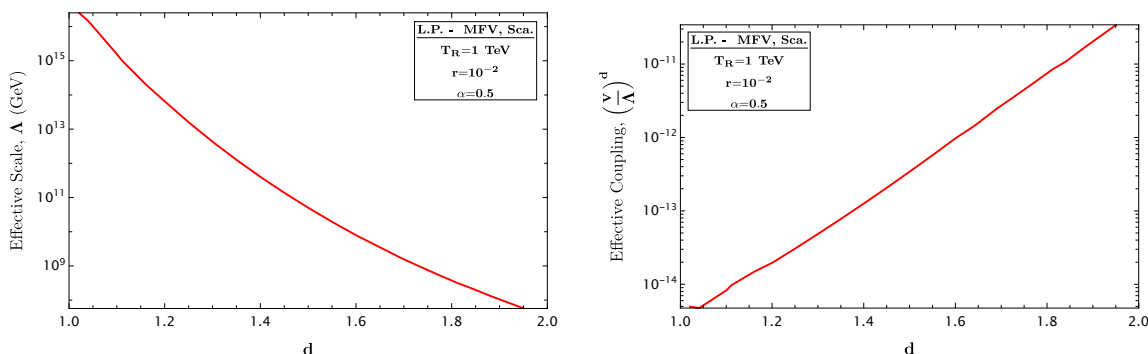 L.P. - MFV, Sca.
T_R=1 TeV
r=10^{-2}
α=0.5
Effective Scale, Λ (GeV)
10^{15}
10^{13}
10^{11}
10^9
1.0 1.2 1.4 1.6 1.8 2.0
d
L.P. - MFV, Sca.
T_R=1 TeV
r=10^{-2}
α=0.5
Effective Coupling, (v/Λ)^d
10^{-11}
10^{-12}
10^{-13}
10^{-14}
1.0 1.2 1.4 1.6 1.8 2.0
d